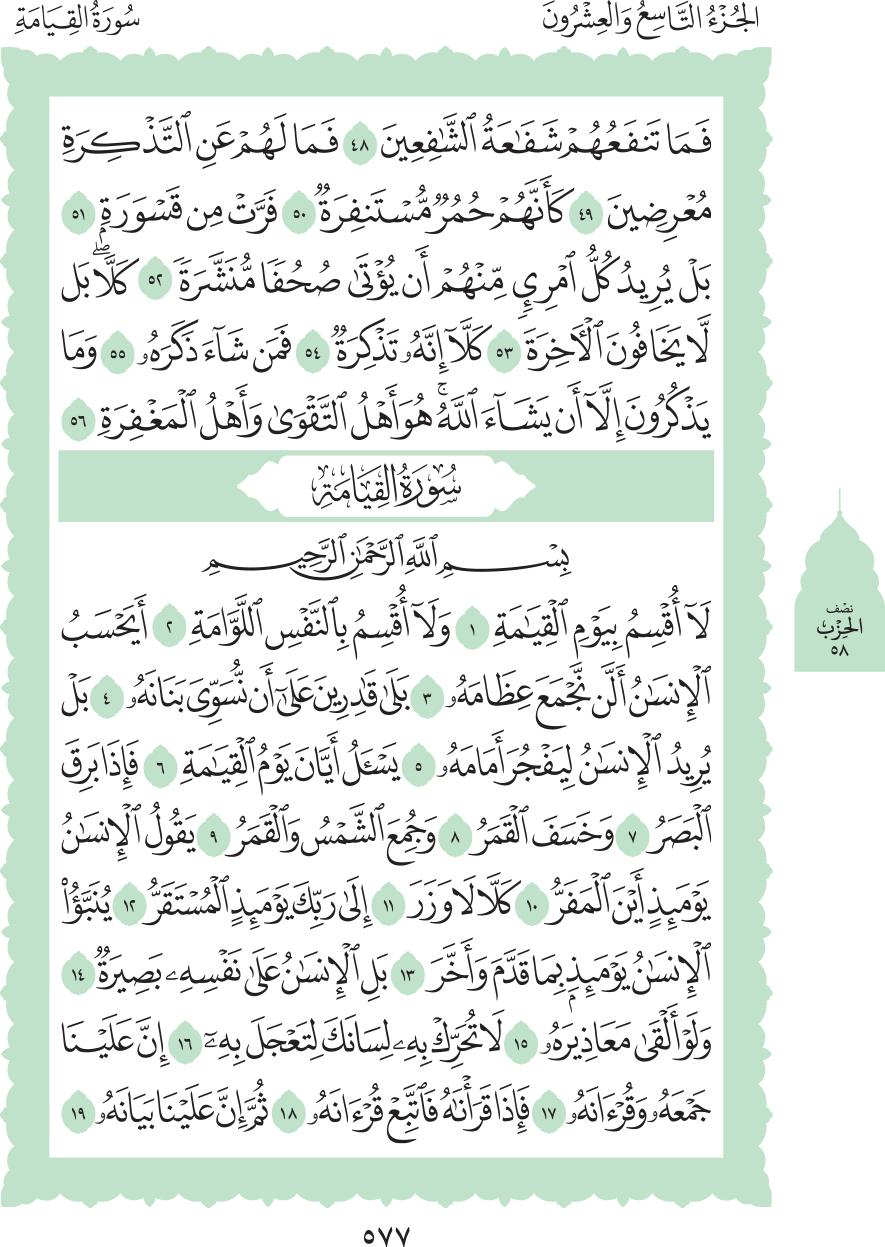 الجُزْءُ التَّاسِعُ وَالعِشْرُونَ
سُورَةُ القِيَامَةِ
فَمَا تَنفَعُهُمْ شَفَٰعَةُ ٱلشَّٰفِعِينَ ٤٨ فَمَا لَهُمْ عَنِ ٱلتَّذْكِرَةِ
مُعْرِضِينَ ٤٩ كَأَنَّهُمْ حُمُرٌ مُّسْتَنفِرَةٌ ٥٠ فَرَّتْ مِن قَسْوَرَةٍۭ ٥١
بَلْ يُرِيدُ كُلُّ ٱمْرِئٍ مِّنْهُمْ أَن يُؤْتَىٰ صُحُفًا مُّنَشَّرَةً ٥٢ كَلَّاۖ بَل
لَّا يَخَافُونَ ٱلْأٓخِرَةَ ٥٣ كَلَّآ إِنَّهُۥ تَذْكِرَةٌ ٥٤ فَمَن شَآءَ ذَكَرَهُۥ ٥٥ وَمَا
يَذْكُرُونَ إِلَّآ أَن يَشَآءَ ٱللَّهُۚ هُوَ أَهْلُ ٱلتَّقْوَىٰ وَأَهْلُ ٱلْمَغْفِرَةِ ٥٦
سُورَةُ القِيَامَةِ
بِسْمِ ٱللَّهِ ٱلرَّحْمَٰنِ ٱلرَّحِيمِ
لَآ أُقْسِمُ بِيَوْمِ ٱلْقِيَٰمَةِ ١ وَلَآ أُقْسِمُ بِٱلنَّفْسِ ٱللَّوَّامَةِ ٢ أَيَحْسَبُ
ٱلْإِنسَٰنُ أَلَّن نَّجْمَعَ عِظَامَهُۥ ٣ بَلَىٰ قَٰدِرِينَ عَلَىٰٓ أَن نُّسَوِّىَ بَنَانَهُۥ ٤ بَلْ
يُرِيدُ ٱلْإِنسَٰنُ لِيَفْجُرَ أَمَامَهُۥ ٥ يَسْـَٔلُ أَيَّانَ يَوْمُ ٱلْقِيَٰمَةِ ٦ فَإِذَا بَرِقَ
ٱلْبَصَرُ ٧ وَخَسَفَ ٱلْقَمَرُ ٨ وَجُمِعَ ٱلشَّمْسُ وَٱلْقَمَرُ ٩ يَقُولُ ٱلْإِنسَٰنُ
يَوْمَئِذٍ أَيْنَ ٱلْمَفَرُّ ١٠ كَلَّا لَا وَزَرَ ١١ إِلَىٰ رَبِّكَ يَوْمَئِذٍ ٱلْمُسْتَقَرُّ ١٢ يُنَبَّؤُا۟
ٱلْإِنسَٰنُ يَوْمَئِذٍۭ بِمَا قَدَّمَ وَأَخَّرَ ١٣ بَلِ ٱلْإِنسَٰنُ عَلَىٰ نَفْسِهِۦ بَصِيرَةٌ ١٤
وَلَوْ أَلْقَىٰ مَعَاذِيرَهُۥ ١٥ لَا تُحَرِّكْ بِهِۦ لِسَانَكَ لِتَعْجَلَ بِهِۦٓ ١٦ إِنَّ عَلَيْنَا
جَمْعَهُۥ وَقُرْءَانَهُۥ ١٧ فَإِذَا قَرَأْنَٰهُ فَٱتَّبِعْ قُرْءَانَهُۥ ١٨ ثُمَّ إِنَّ عَلَيْنَا بَيَانَهُۥ ١٩
نصْف
الحِزْب
٥٨
٥٧٧